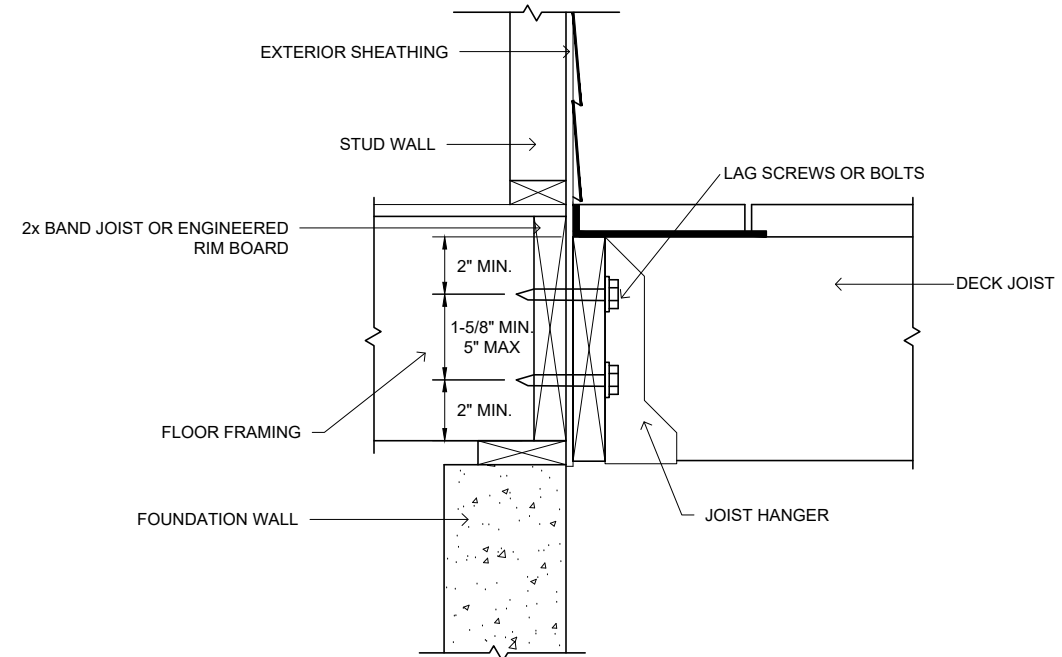 EXTERIOR SHEATHING
STUD WALL
LAG SCREWS OR BOLTS
2x BAND JOIST OR ENGINEERED
RIM BOARD
2" MIN.
DECK JOIST
1-5/8" MIN.
5" MAX
2" MIN.
FLOOR FRAMING
FOUNDATION WALL
JOIST HANGER